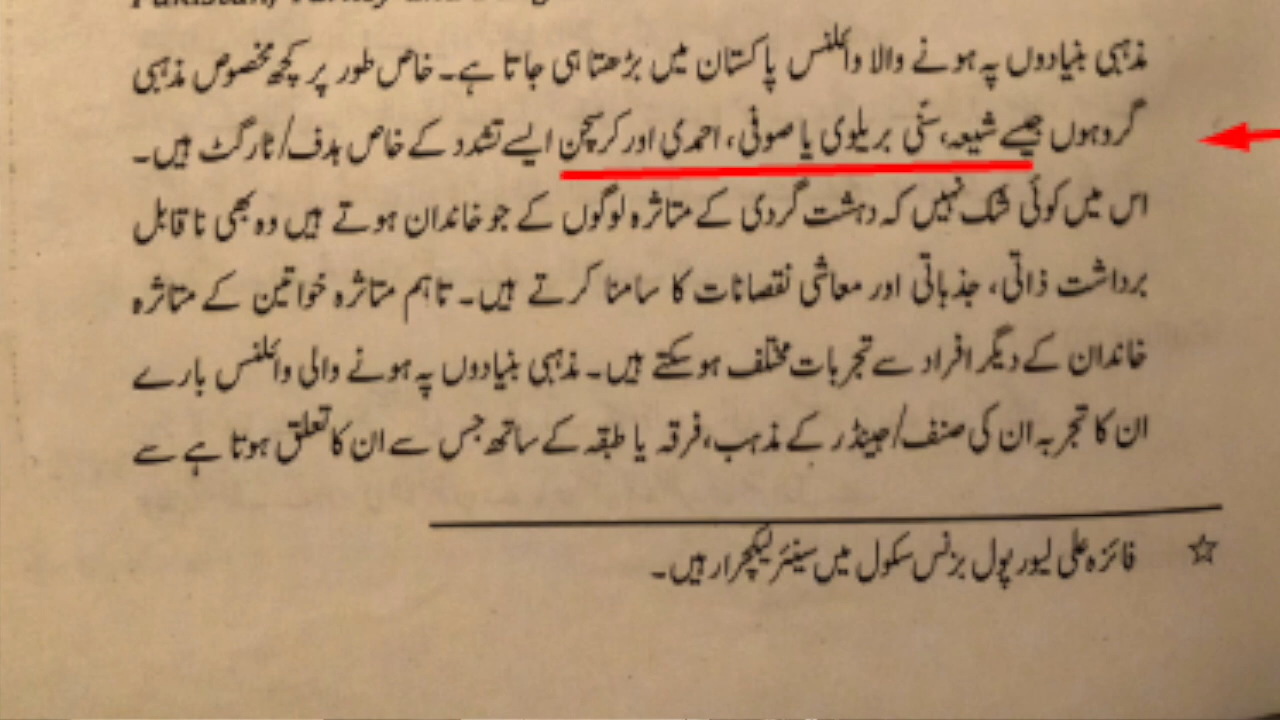 Pakistan, Turkey and
مذہبی بنیادوں پہ ہونے والا وائلنس پاکستان میں بڑھتا ہی جاتا ہے۔ خاص طور پر کچھ مخصوص مذہبی
گروہوں جیسے شیعہ، سنّی بریلوی یا صوفی، احمدی اور کرسچن ایسے تشدد کے خاص ہدف/ٹارگٹ ہیں۔
اس میں کوئی شک نہیں کہ دہشت گردی کے متاثرہ لوگوں کے جو خاندان ہوتے ہیں وہ بھی ناقابل
برداشت ذاتی، جذباتی اور معاشی نقصانات کا سامنا کرتے ہیں۔ تاہم متاثرہ خواتین کے متاثرہ
خاندان کے دیگر افراد سے تجربات مختلف ہوسکتے ہیں۔ مذہبی بنیادوں پہ ہونے والی وائلنس بارے
ان کا تجربہ ان کی صنف/جینڈر کے مذہب، فرقہ یا طبقہ کے ساتھ جس سے ان کا تعلق ہوتا ہے سے
☆ فائزہ علی لیورپول بزنس سکول میں سینئر لیکچرار ہیں۔